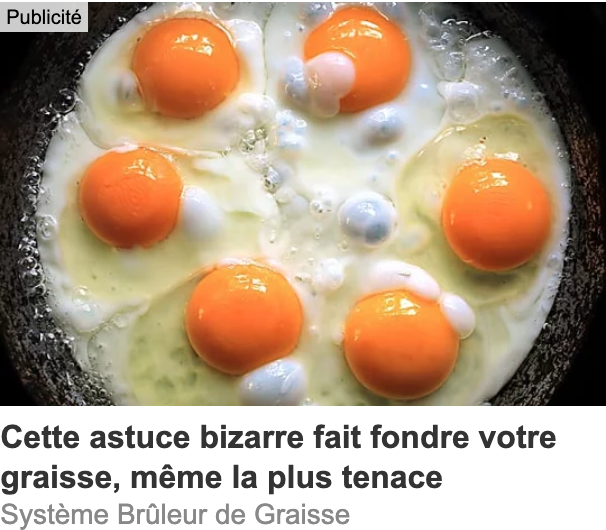 Publicité
Cette astuce bizarre fait fondre votre
graisse, même la plus tenace
Système Brûleur de Graisse